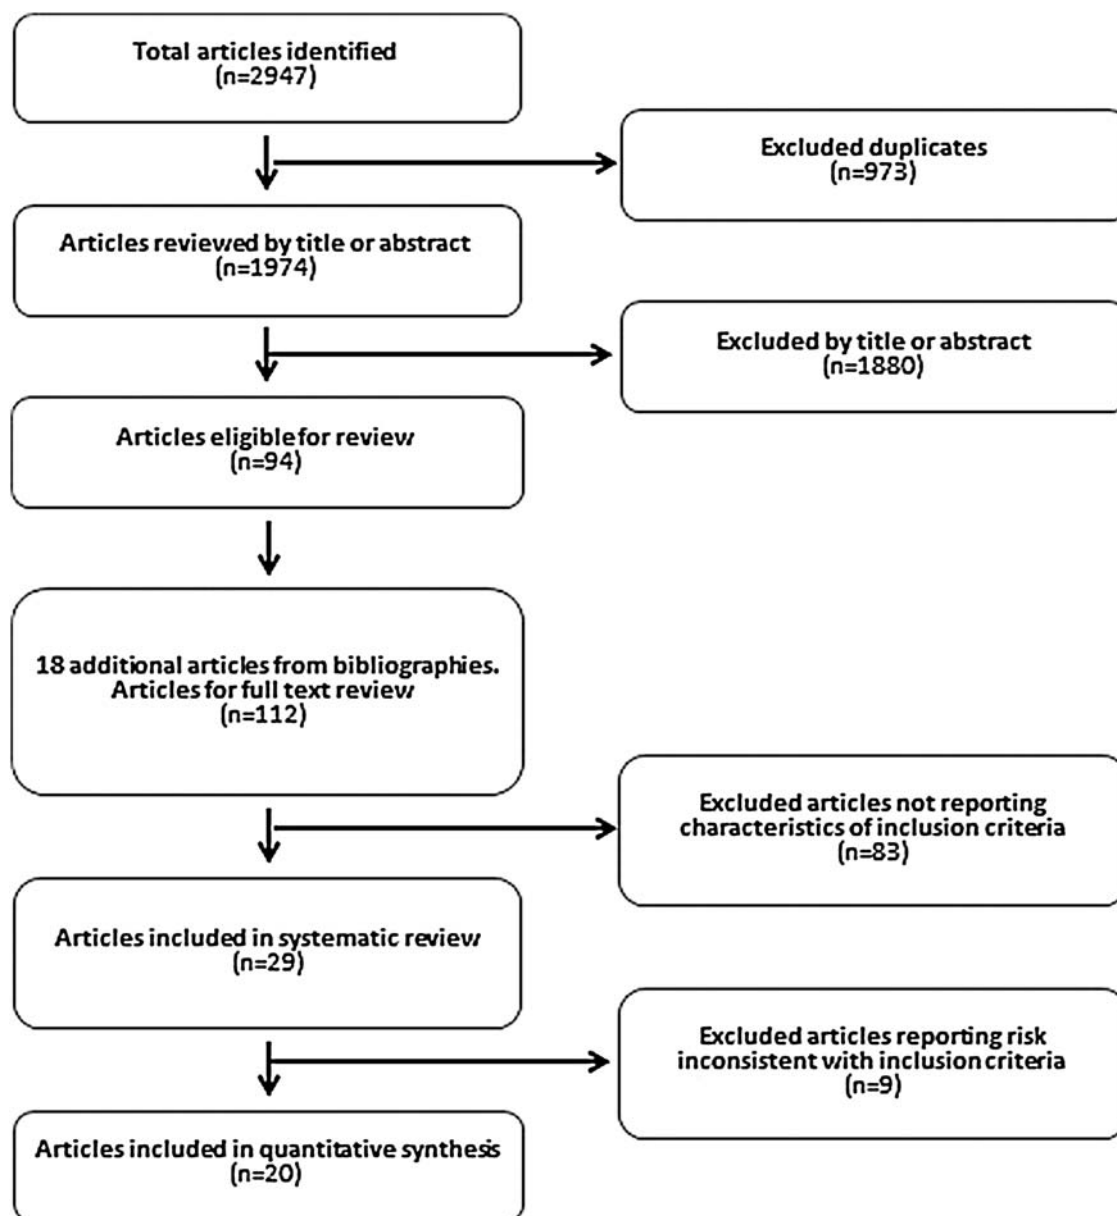 Total articles identified
(n=2947)
Excluded duplicates
(n=973)
Articles reviewed by title or abstract
(n=1974)
Excluded by title or abstract
(n=1880)
Articles eligible for review
(n=94)
18 additional articles from bibliographies.
Articles for full text review
(n=112)
Excluded articles not reporting
characteristics of inclusion criteria
(n=83)
Articles included in systematic review
(n=29)
Excluded articles reporting risk
inconsistent with inclusion criteria
(n=9)
Articles included in quantitative synthesis
(n=20)